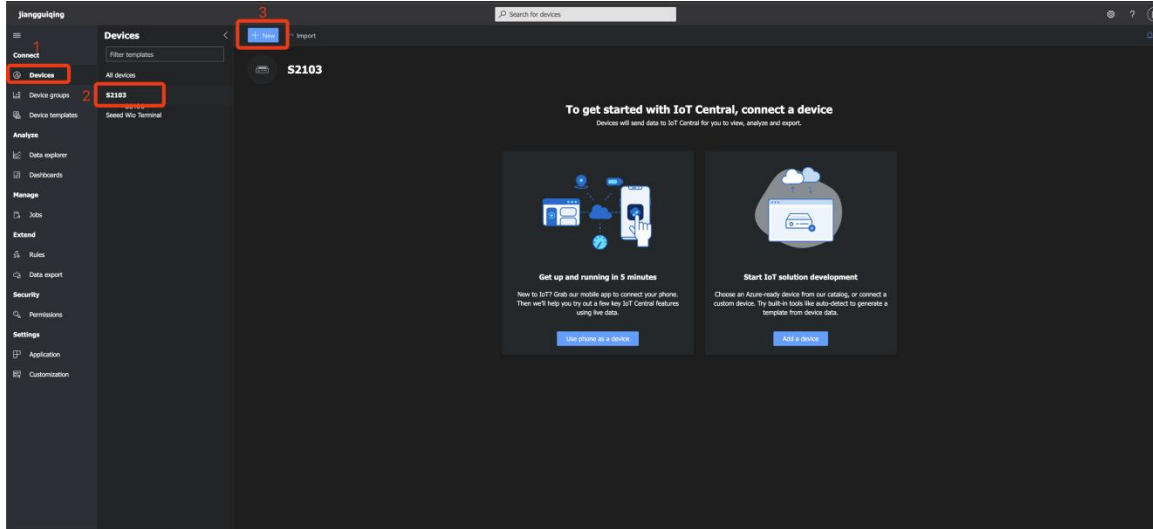 jiangguiqing
Search for devices
?
Connect
1
Devices
Device groups
Device templates
Analyze
Data explorer
Dashboards
Manage
Jobs
Extend
Rules
Data export
Security
Permissions
Settings
Application
Customization
Devices
Filter templates
All devices
2
S2103
Seeed Wio Terminal
3
+ New
Import
S2103
To get started with IoT Central, connect a device
Devices will send data to IoT Central for you to view, analyze and export.
Get up and running in 5 minutes
New to IoT? Grab our mobile app to connect your phone.
Then we'll help you try out a few key IoT Central features
using live data.
Use phone as a device
Start IoT solution development
Choose an Azure-ready device from our catalog, or connect a
custom device. Try built-in tools like auto-detect to generate a
template from device data.
Add a device